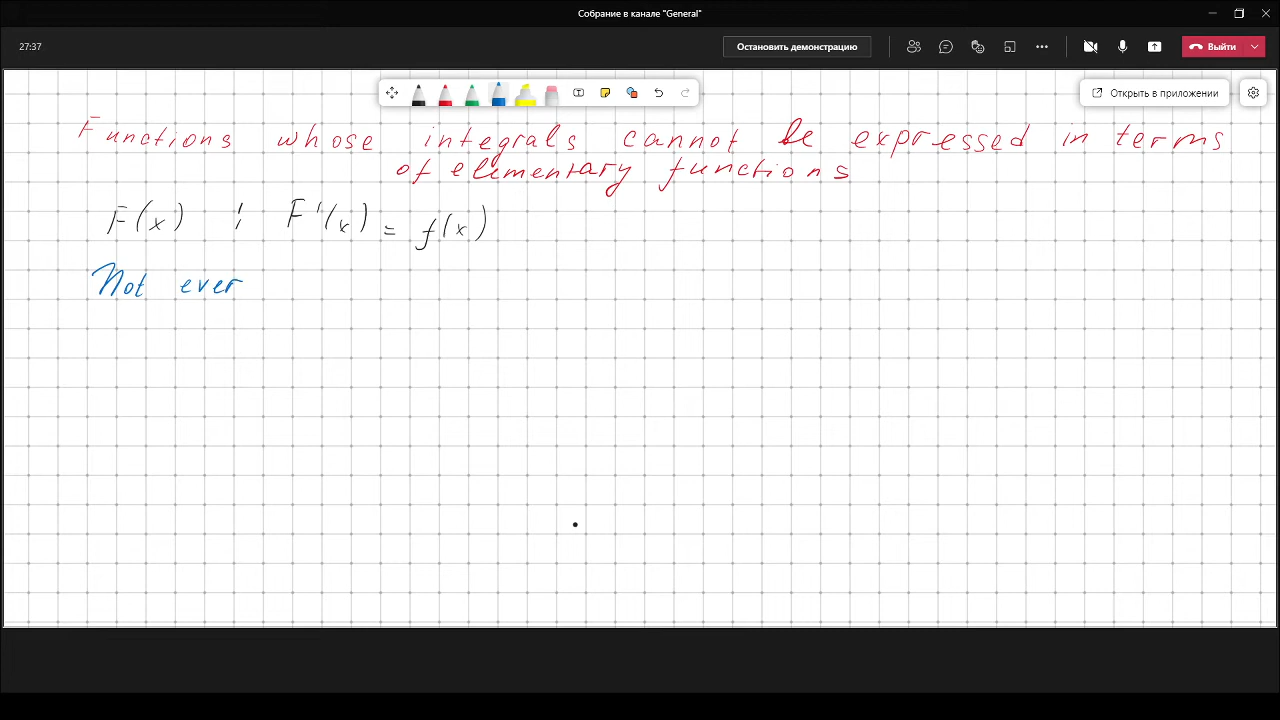 Собрание в канале "General"
27:37
Остановить демонстрацию
Выйти
Открыть в приложении
Functions whose integrals cannot be expressed in terms
of elementary functions
F(x) : F'(x) = f(x)
Not ever